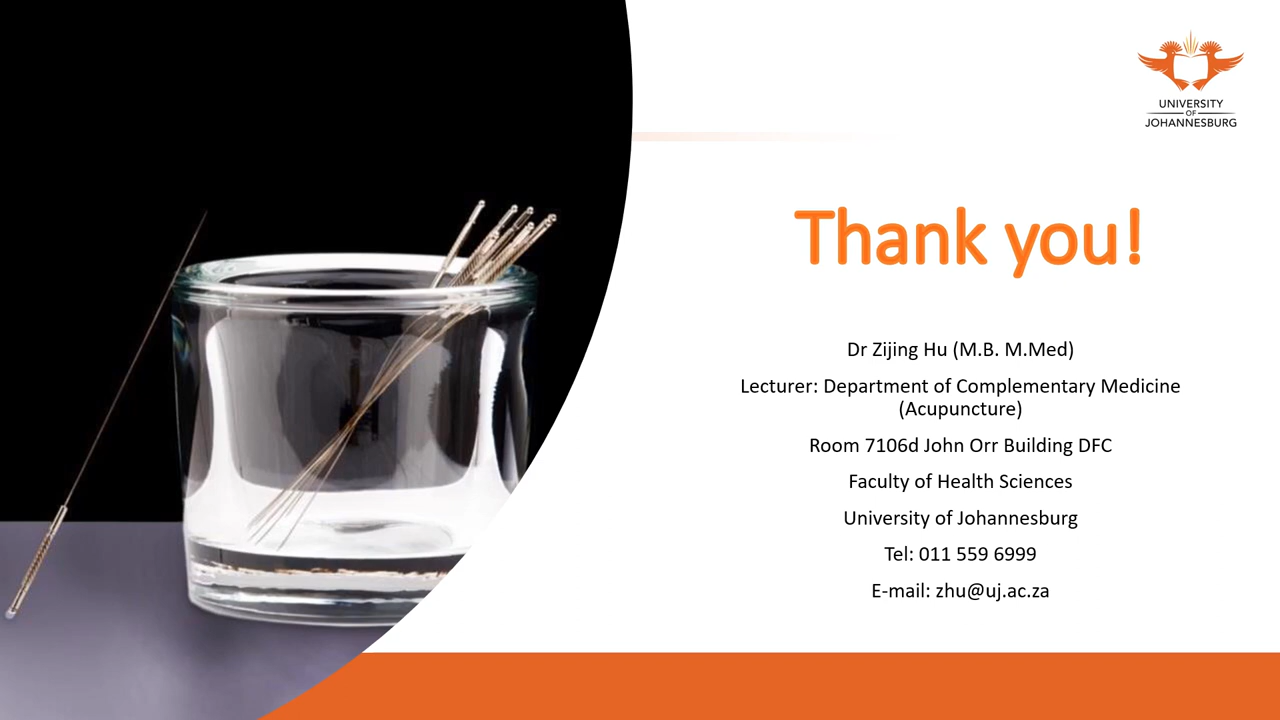 UNIVERSITY
OF
JOHANNESBURG
Thank you!
Dr Zijing Hu (M.B. M.Med)
Lecturer: Department of Complementary Medicine
(Acupuncture)
Room 7106d John Orr Building DFC
Faculty of Health Sciences
University of Johannesburg
Tel: 011 559 6999
E-mail: zhu@uj.ac.za